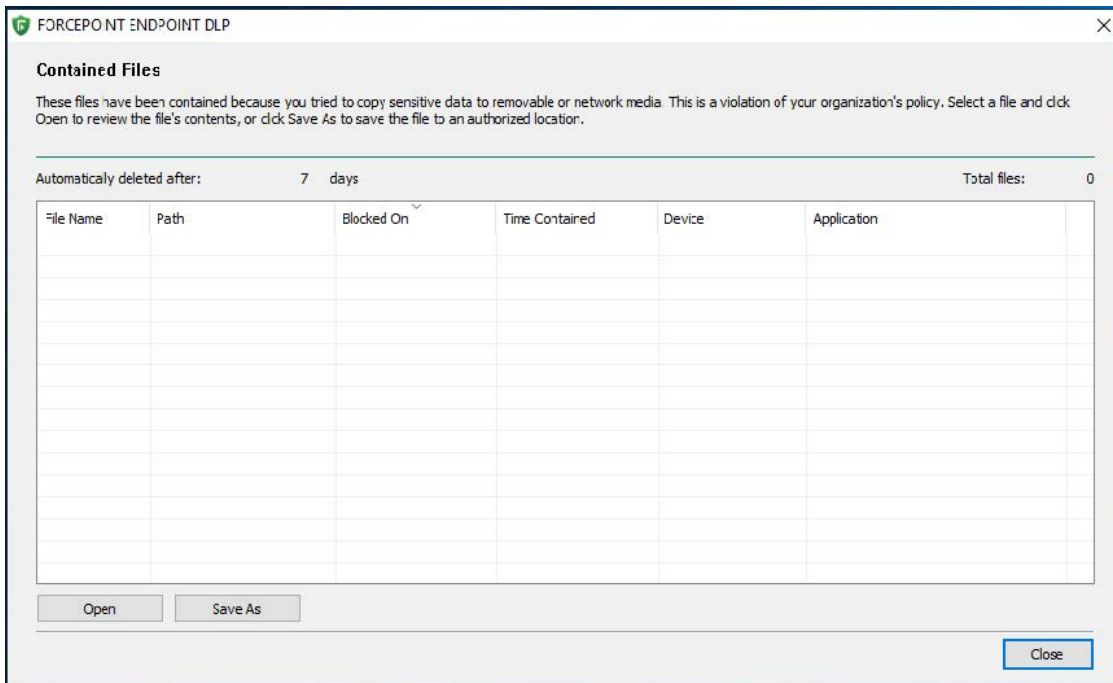 FORCEPOINT ENDPOINT DLP
Contained Files
These files have been contained because you tried to copy sensitive data to removable or network media. This is a violation of your organization's policy. Select a file and click
Open to review the file's contents, or click Save As to save the file to an authorized location.
Automatically deleted after: 7 days Total files: 0
File Name Path Blocked On Time Contained Device Application
Open Save As
Close